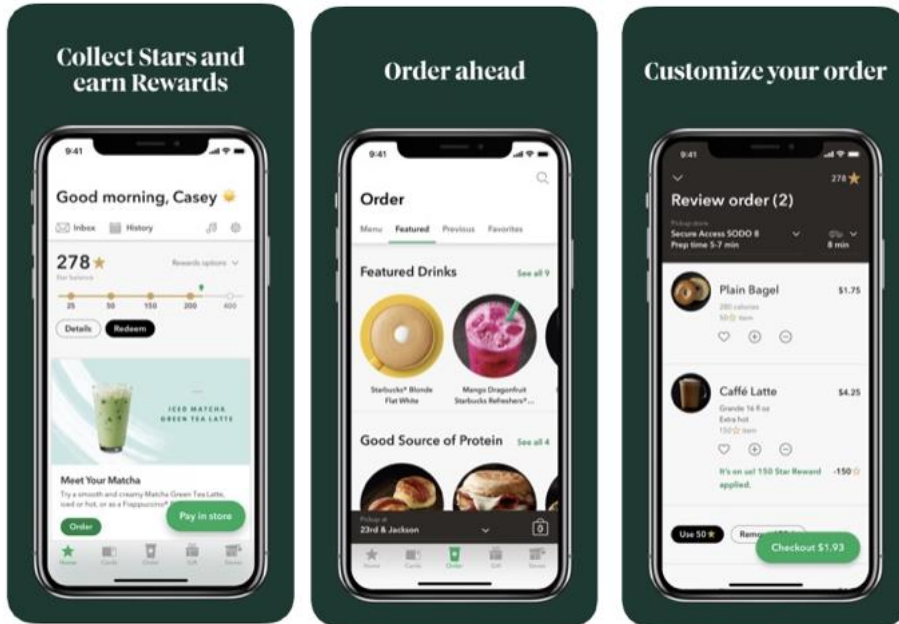 Collect Stars and
earn Rewards
9:41
Good morning, Casey
Inbox History
278
Rewards options
Star balance
25 50 150 200 400
Details Redeem
ICED MATCHA
GREEN TEA LATTE
Meet Your Matcha
Try a smooth and creamy Matcha Green Tea Latte,
iced or hot, or as a Frappuccino®
Pay in store
Order
Home Cards Order Gift Stores
Order ahead
9:41
Order
Menu Featured Previous Favorites
Featured Drinks See all 9
Starbucks® Blonde
Flat White
Mango Dragonfruit
Starbucks Refreshers®...
Good Source of Protein See all 4
Pickup at
23rd & Jackson
0
Home Cards Order Gift Stores
Customize your order
9:41
278
Review order (2)
Pickup store
Secure Access SODO 8
Prep time 5-7 min
8 min
Plain Bagel $1.75
280 calories
50 item
Caffé Latte $4.25
Grande 16 fl oz
Extra hot
150 item
It's on us! 150 Star Reward -150
applied.
Use 50
Checkout $1.93